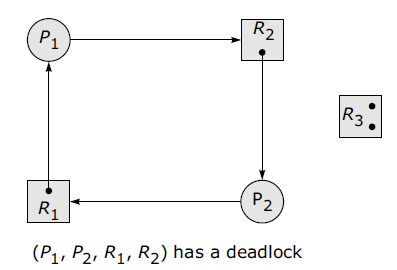 P1
R2
R3
R1
P2
(P1, P2, R1, R2) has a deadlock